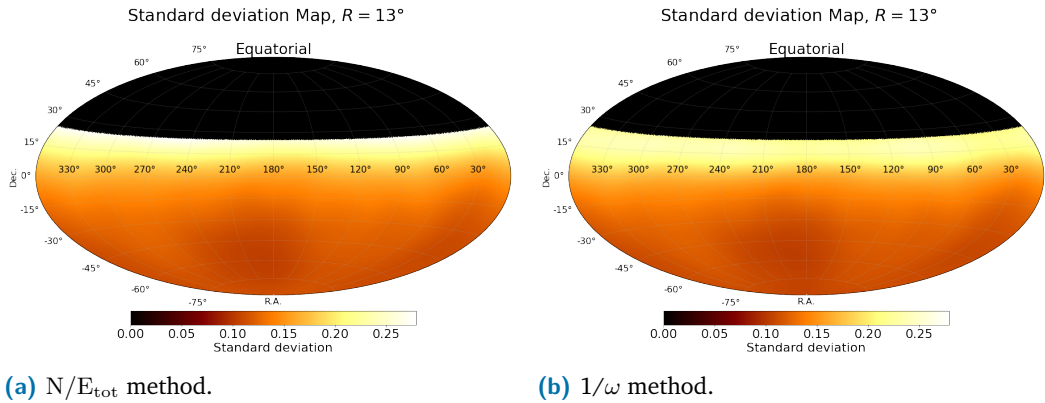 Standard deviation Map, R = 13°
Equatorial
75°
60°
45°
30°
15°
Dec.
0°
330° 300° 270° 240° 210° 180° 150° 120° 90° 60° 30°
-15°
-30°
-45°
-60°
-75°
R.A.
0.00 0.05 0.10 0.15 0.20 0.25
Standard deviation
(a) N/E_tot method.
Standard deviation Map, R = 13°
Equatorial
75°
60°
45°
30°
15°
Dec.
0°
330° 300° 270° 240° 210° 180° 150° 120° 90° 60° 30°
-15°
-30°
-45°
-60°
-75°
R.A.
0.00 0.05 0.10 0.15 0.20 0.25
Standard deviation
(b) 1/ω method.